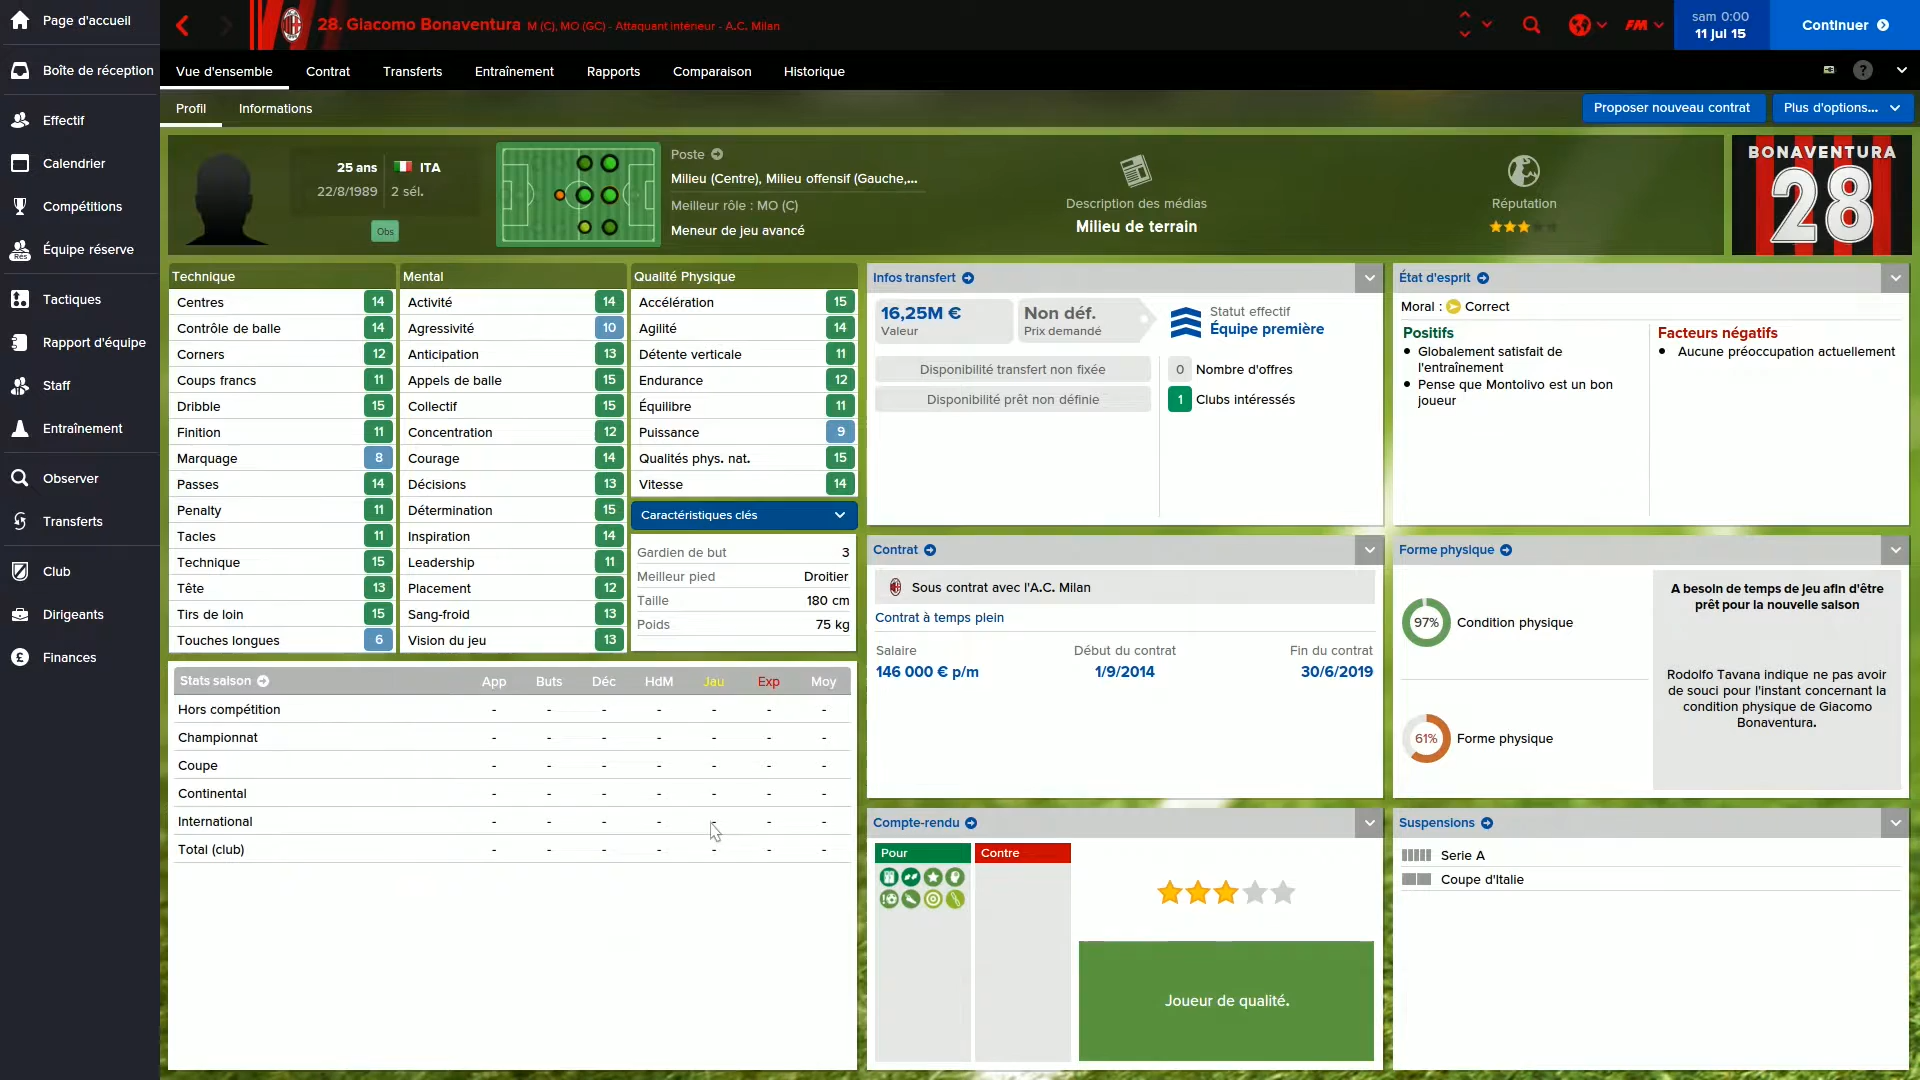 Page d'accueil
Boîte de réception
Effectif
Calendrier
Compétitions
Équipe réserve
Rés
Tactiques
Rapport d'équipe
Staff
Entraînement
Observer
Transferts
Club
Dirigeants
Finances
28. Giacomo Bonaventura M (C), MO (GC) - Attaquant intérieur - A.C. Milan
FM
sam 0:00
11 jul 15
Continuer
Vue d'ensemble Contrat Transferts Entraînement Rapports Comparaison Historique
?
Profil Informations
Proposer nouveau contrat Plus d'options...
25 ans ITA
22/8/1989 2 sél.
Obs
Poste
Milieu (Centre), Milieu offensif (Gauche,...
Meilleur rôle : MO (C)
Meneur de jeu avancé
Description des médias
Milieu de terrain
Réputation
BONAVENTURA
28
Technique
Centres 14
Contrôle de balle 14
Corners 12
Coups francs 11
Dribble 15
Finition 11
Marquage 8
Passes 14
Penalty 11
Tacles 11
Technique 15
Tête 13
Tirs de loin 15
Touches longues 6
Mental
Activité 14
Agressivité 10
Anticipation 13
Appels de balle 15
Collectif 15
Concentration 12
Courage 14
Décisions 13
Détermination 15
Inspiration 14
Leadership 11
Placement 12
Sang-froid 13
Vision du jeu 13
Qualité Physique
Accélération 15
Agilité 14
Détente verticale 11
Endurance 12
Équilibre 11
Puissance 9
Qualités phys. nat. 15
Vitesse 14
Caractéristiques clés
Gardien de but 3
Meilleur pied Droitier
Taille 180 cm
Poids 75 kg
Stats saison App Buts Déc HdM Jau Exp Moy
Hors compétition - - - - - - -
Championnat - - - - - - -
Coupe - - - - - - -
Continental - - - - - - -
International - - - - - - -
Total (club) - - - - - - -
Infos transfert
16,25M €
Valeur
Non déf.
Prix demandé
Statut effectif
Équipe première
Disponibilité transfert non fixée
Disponibilité prêt non définie
0 Nombre d'offres
1 Clubs intéressés
État d'esprit
Moral : Correct
Positifs
Globalement satisfait de
l'entraînement
Pense que Montolivo est un bon
joueur
Facteurs négatifs
Aucune préoccupation actuellement
Contrat
Sous contrat avec l'A.C. Milan
Contrat à temps plein
Salaire Début du contrat Fin du contrat
146 000 € p/m 1/9/2014 30/6/2019
Forme physique
97% Condition physique
61% Forme physique
A besoin de temps de jeu afin d'être
prêt pour la nouvelle saison
Rodolfo Tavana indique ne pas avoir
de souci pour l'instant concernant la
condition physique de Giacomo
Bonaventura.
Compte-rendu
Pour Contre
Joueur de qualité.
Suspensions
Serie A
Coupe d'Italie